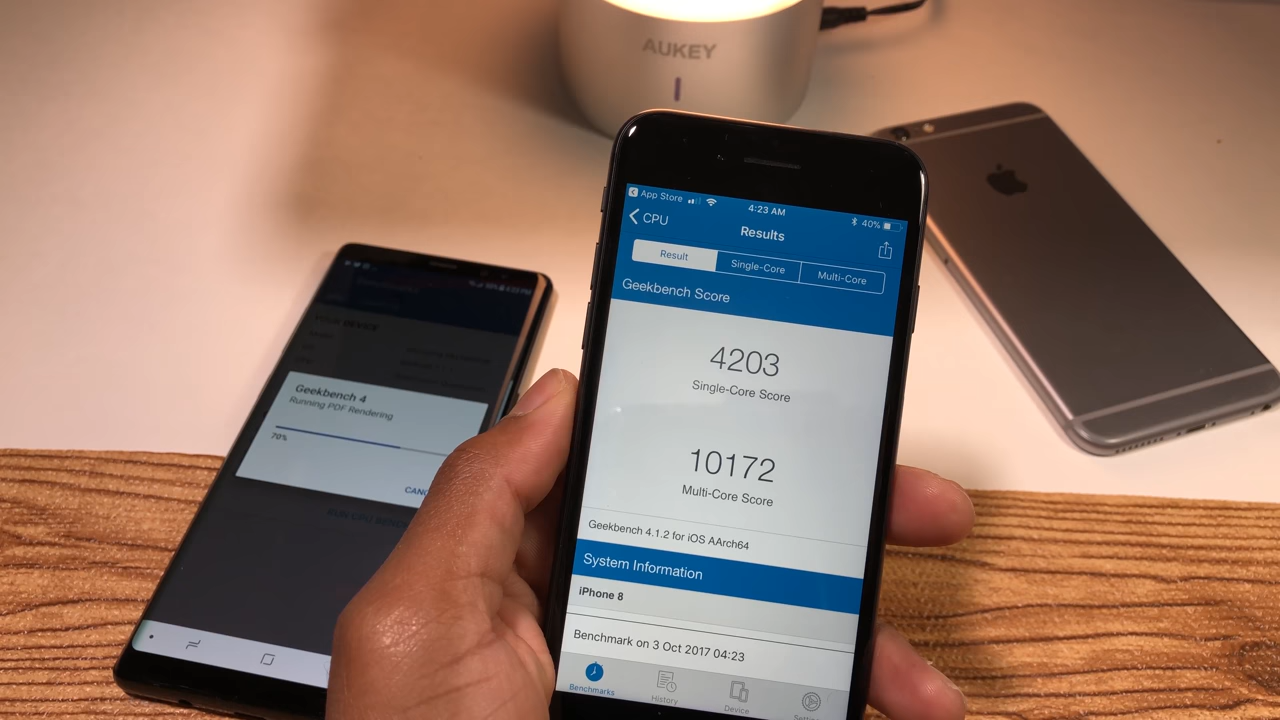 AUKEY
App Store
4:23 AM
40%
CPU
Results
Result
Single-Core
Multi-Core
Geekbench Score
4203
Single-Core Score
10172
Multi-Core Score
Geekbench 4.1.2 for iOS AArch64
System Information
iPhone 8
Benchmark on 3 Oct 2017 04:23
Benchmarks
History
Device
YOUR DEVICE
Geekbench 4
Running PDF Rendering
70%